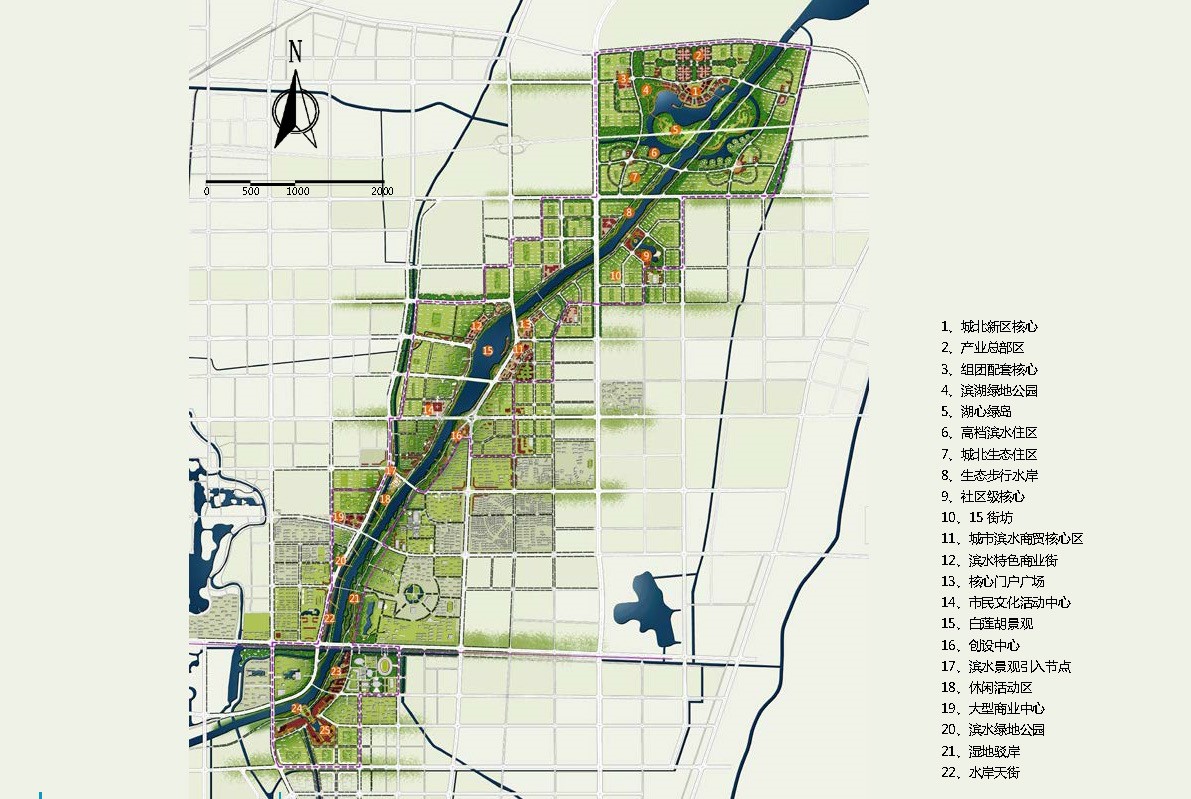 N
0 500 1000 2000
2
3
1
4
5
6
7
8
9
10
12
13
15
11
14
16
17
18
19
20
21
22
23
24
25
1、城北新区核心
2、产业总部区
3、组团配套核心
4、滨湖绿地公园
5、湖心绿岛
6、高档滨水住区
7、城北生态住区
8、生态步行水岸
9、社区级核心
10、15街坊
11、城市滨水商贸核心区
12、滨水特色商业街
13、核心门户广场
14、市民文化活动中心
15、白莲胡景观
16、创投中心
17、滨水景观引入节点
18、休闲活动区
19、大型商业中心
20、滨水绿地公园
21、湿地驳岸
22、水岸天街